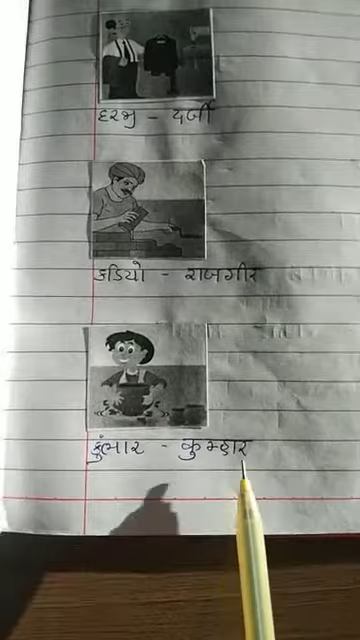 દરજી - दर्जी
કડિયો - राजगीर
કુંભાર - कुम्हार